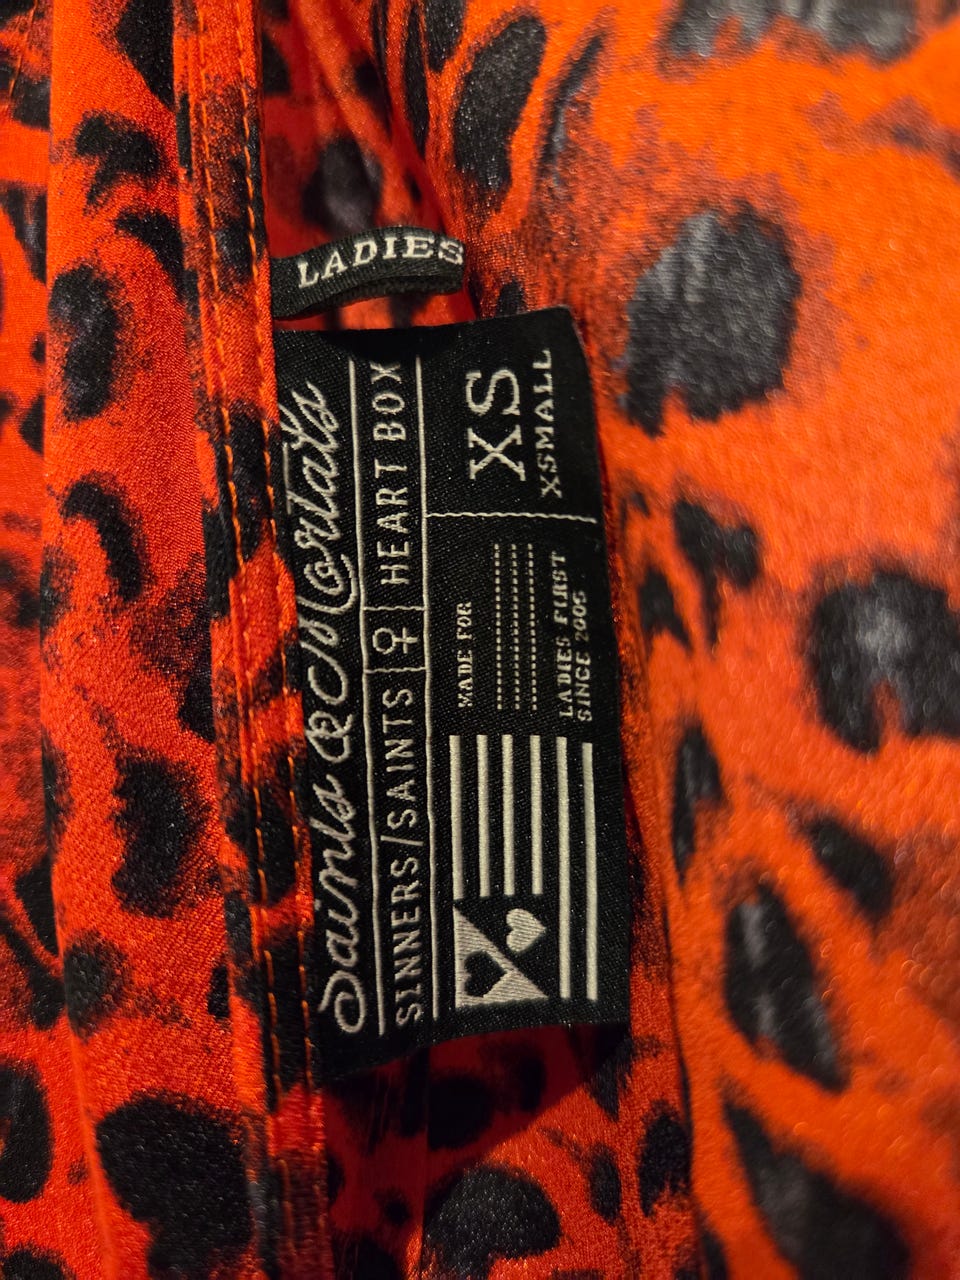 LADIES
Saints & Mortals
SINNERS/SAINTS ♀ HEART BOX
MADE FOR
XS
XSMALL
LADIES FIRST
SINCE 2005